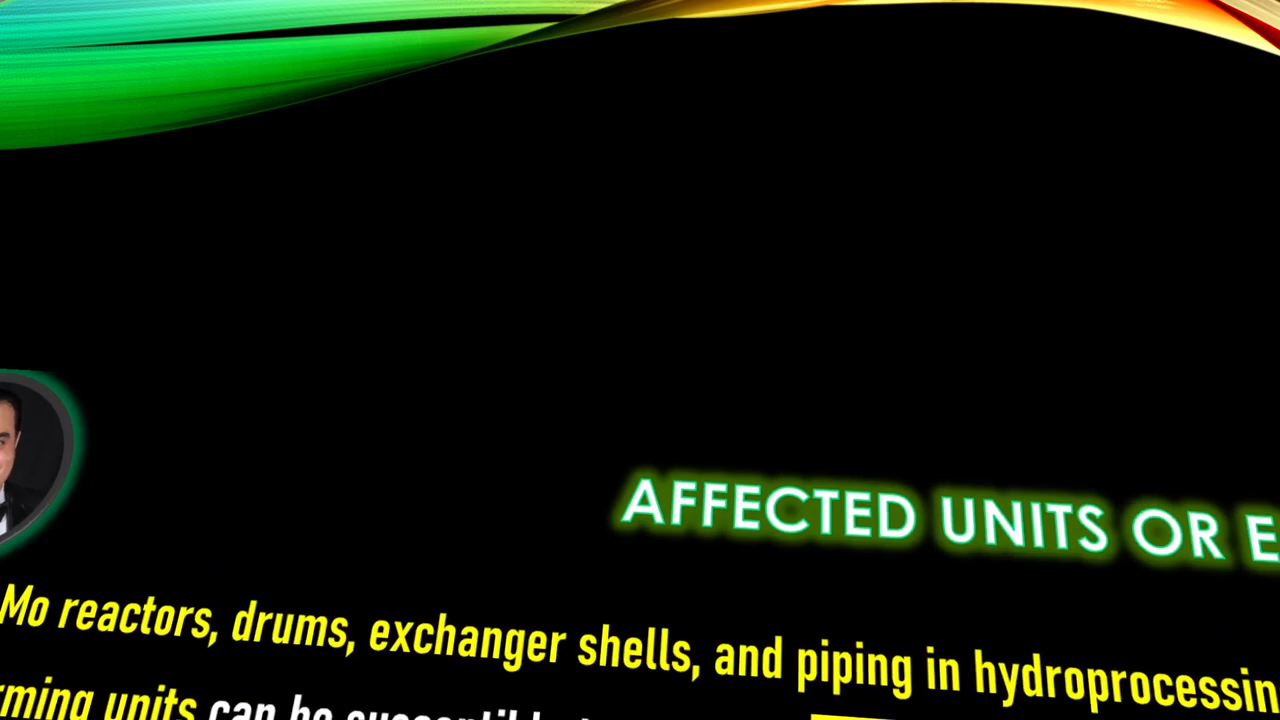 AFFECTED UNITS OR E
Mo reactors, drums, exchanger shells, and piping in hydroprocessin
rming units can be